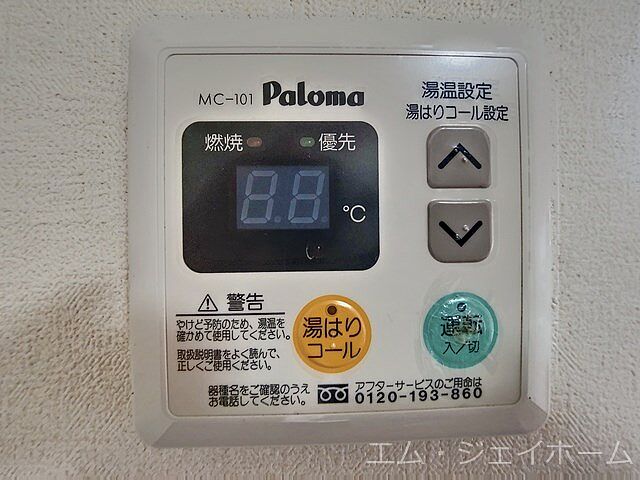 MC-101 Paloma
湯温設定
湯はりコール設定
燃焼 優先
88
℃
警告
やけど予防のため、湯温を
確かめて使用してください。
取扱説明書をよく読んで、
正しくご使用ください。
湯はり
コール
運転
入/切
器種名をご確認のうえ
お電話してください。
アフターサービスのご用命は
0120-193-860
エム・ジェイホーム